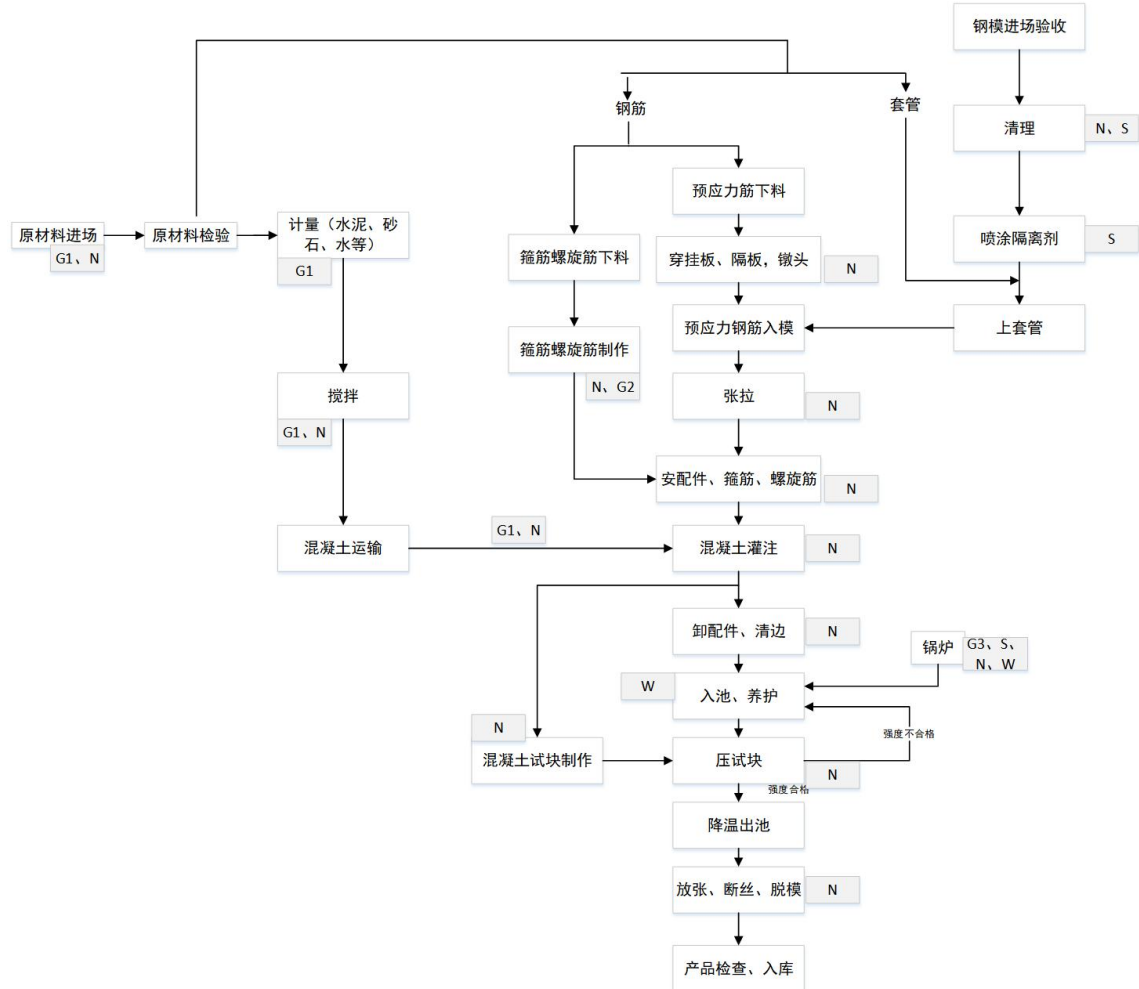 钢模进场验收
钢筋
套管
清理
N、S
预应力筋下料
原材料进场
G1、N
原材料检验
计量（水泥、砂
石、水等）
G1
箍筋螺旋筋下料
穿挂板、隔板，镦头
N
喷涂隔离剂
S
箍筋螺旋筋制作
N、G2
预应力钢筋入模
上套管
搅拌
G1、N
张拉
N
安配件、箍筋、螺旋筋
N
混凝土运输
G1、N
混凝土灌注
N
卸配件、清边
N
锅炉
G3、S、
N、W
W
入池、养护
强度不合格
N
混凝土试块制作
压试块
N
强度合格
降温出池
放张、断丝、脱模
N
产品检查、入库